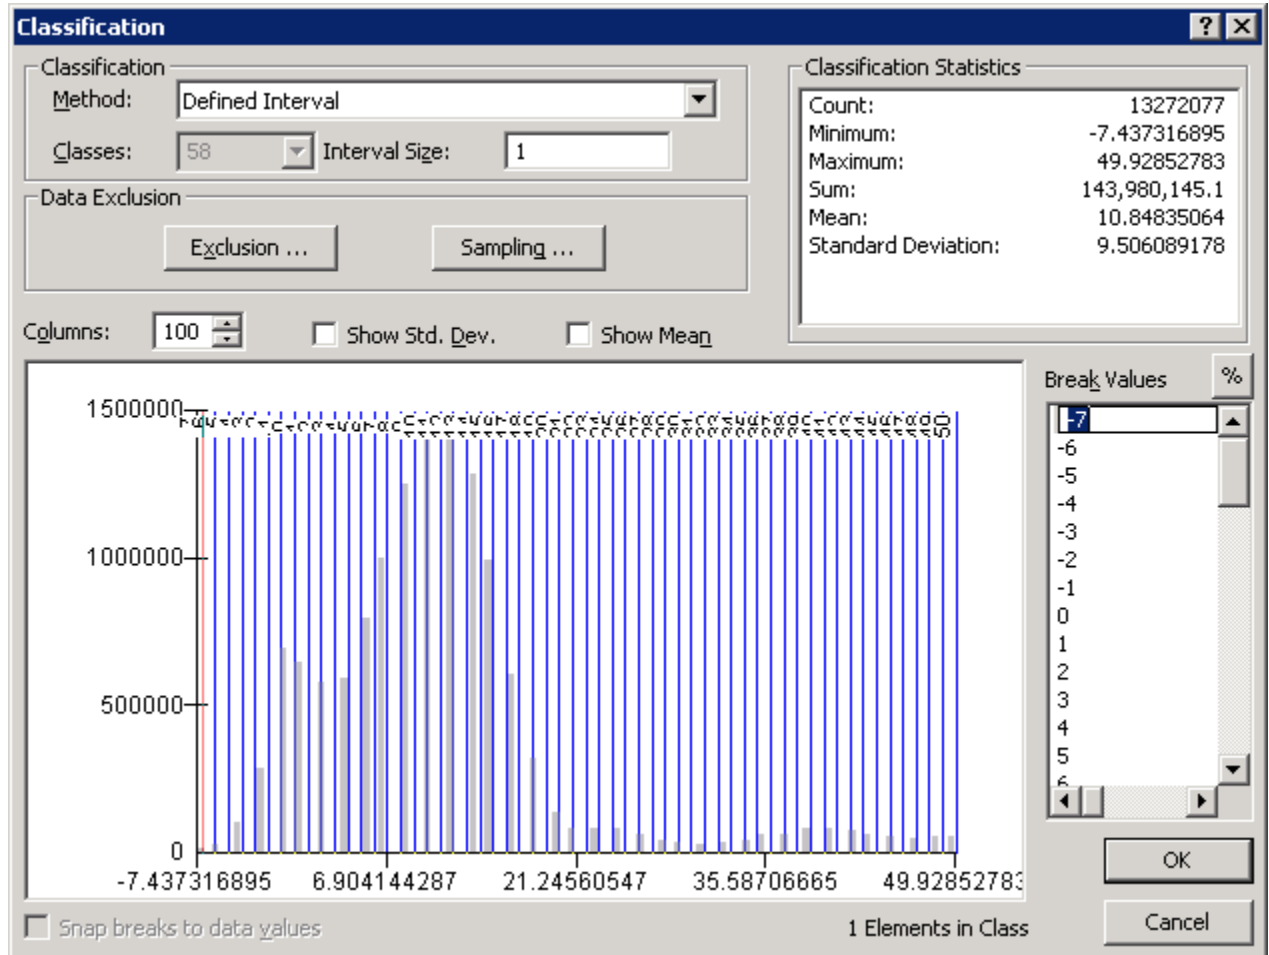 Classification
Classification
Method: Defined Interval
Classes: 58 Interval Size: 1
Data Exclusion
Exclusion ... Sampling ...
Classification Statistics
Count: 13272077
Minimum: -7.437316895
Maximum: 49.92852783
Sum: 143,980,145.1
Mean: 10.84835064
Standard Deviation: 9.506089178
Columns: 100 Show Std. Dev. Show Mean
Break Values %
-7
-6
-5
-4
-3
-2
-1
0
1
2
3
4
5
6
1500000
1000000
500000
0
-7.437316895 6.904144287 21.24560547 35.58706665 49.92852783
Snap breaks to data values
1 Elements in Class
OK
Cancel